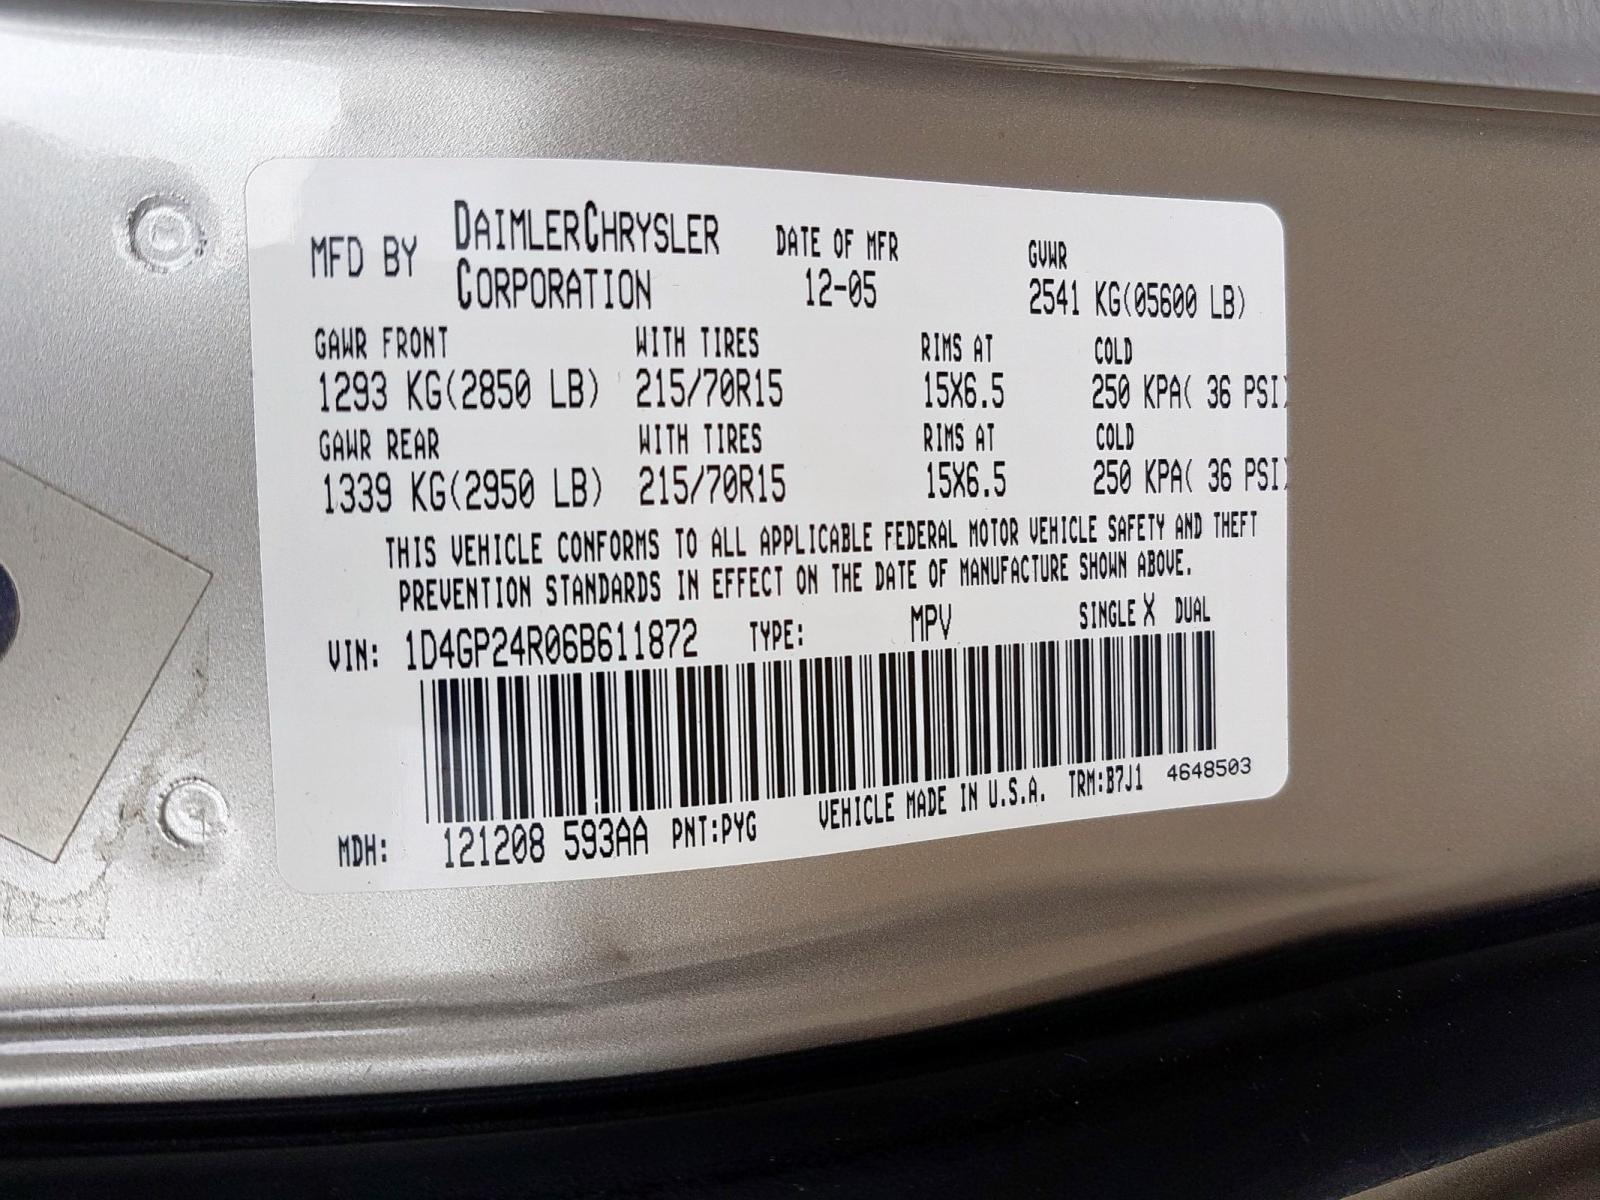 MFD BY DAIMLERCHRYSLER CORPORATION
DATE OF MFR 12-05
GVWR 2541 KG(05600 LB)
GAWR FRONT WITH TIRES RIMS AT COLD
1293 KG(2850 LB) 215/70R15 15X6.5 250 KPA( 36 PSI)
GAWR REAR WITH TIRES RIMS AT COLD
1339 KG(2950 LB) 215/70R15 15X6.5 250 KPA( 36 PSI)
THIS VEHICLE CONFORMS TO ALL APPLICABLE FEDERAL MOTOR VEHICLE SAFETY AND THEFT
PREVENTION STANDARDS IN EFFECT ON THE DATE OF MANUFACTURE SHOWN ABOVE.
VIN: 1D4GP24R06B611872 TYPE: MPV SINGLE X DUAL
MDH: 121208 593AA PNT:PYG VEHICLE MADE IN U.S.A. TRM:B7J1 4648503